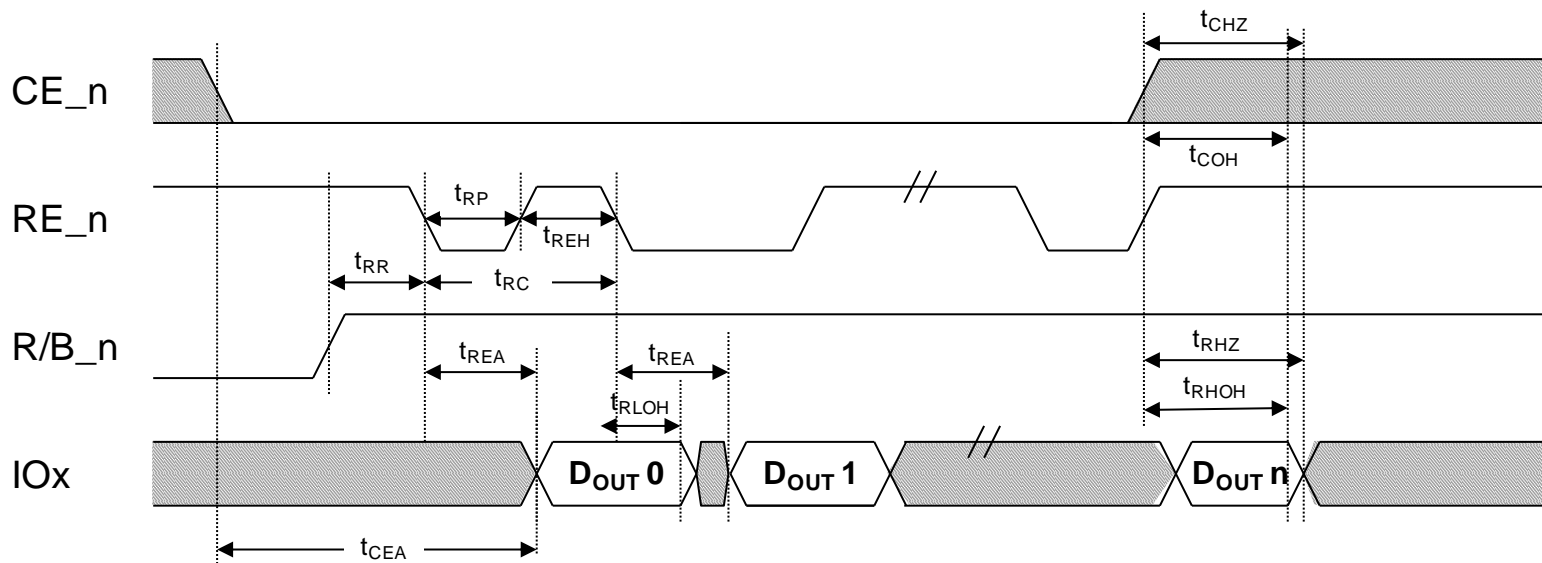 tCHZ
CE_n
tCOH
tRP
RE_n
tREH
tRR
tRC
R/B_n
tREA
tREA
tRHZ
tRLOH
tRHOH
IOx
DOUT 0
DOUT 1
DOUT n
tCEA